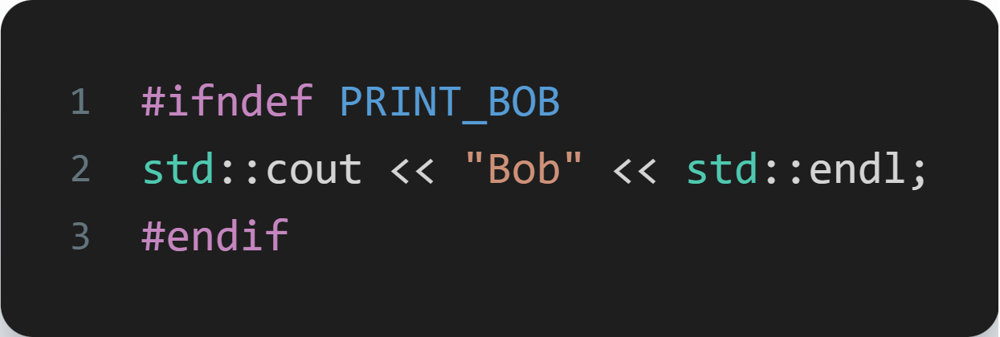 1 #ifndef PRINT_BOB
2 std::cout << "Bob" << std::endl;
3 #endif